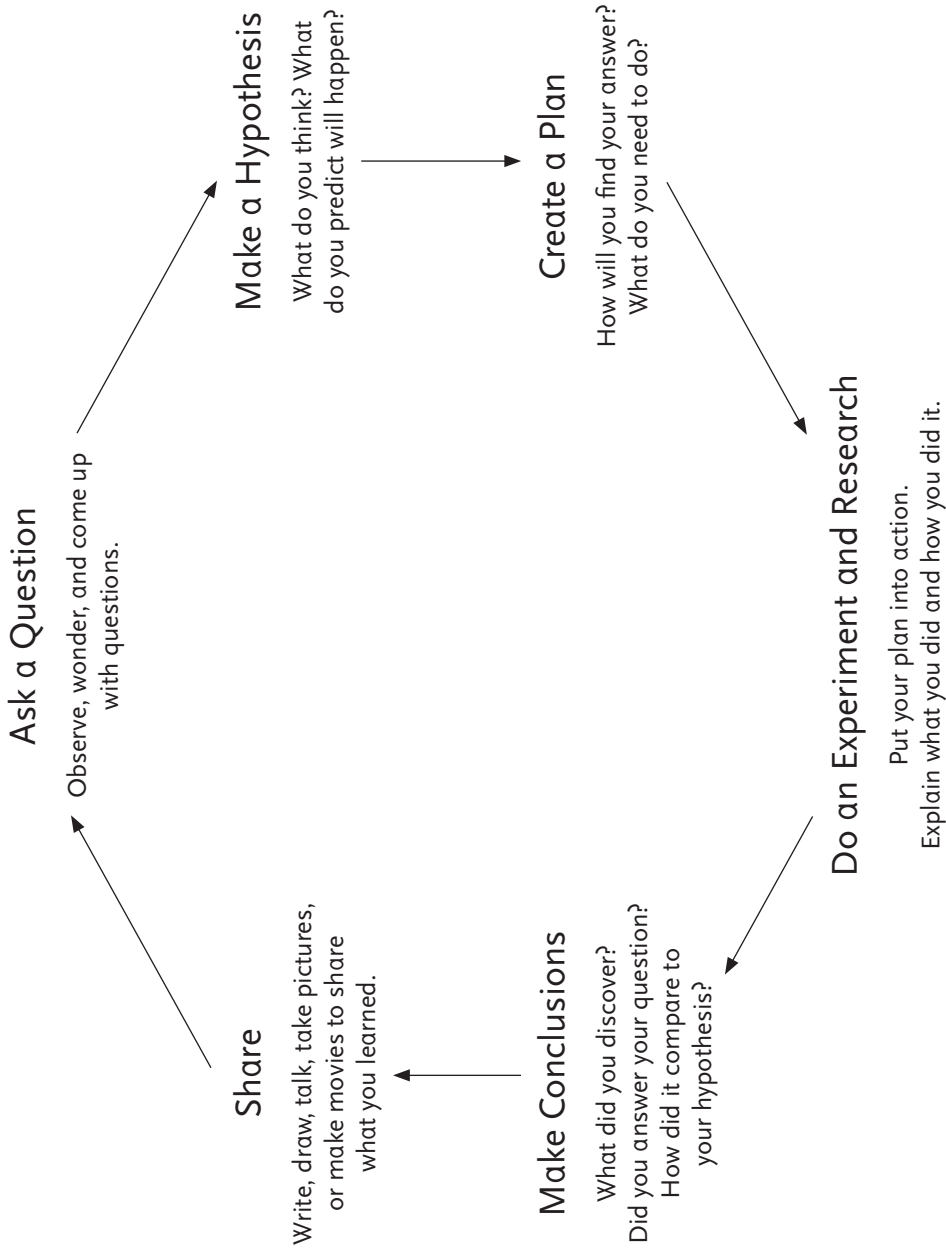 Ask a Question
Observe, wonder, and come up
with questions.
Make a Hypothesis
What do you think? What
do you predict will happen?
Create a Plan
How will you find your answer?
What do you need to do?
Do an Experiment and Research
Put your plan into action.
Explain what you did and how you did it.
Make Conclusions
What did you discover?
Did you answer your question?
How did it compare to
your hypothesis?
Share
Write, draw, talk, take pictures,
or make movies to share
what you learned.